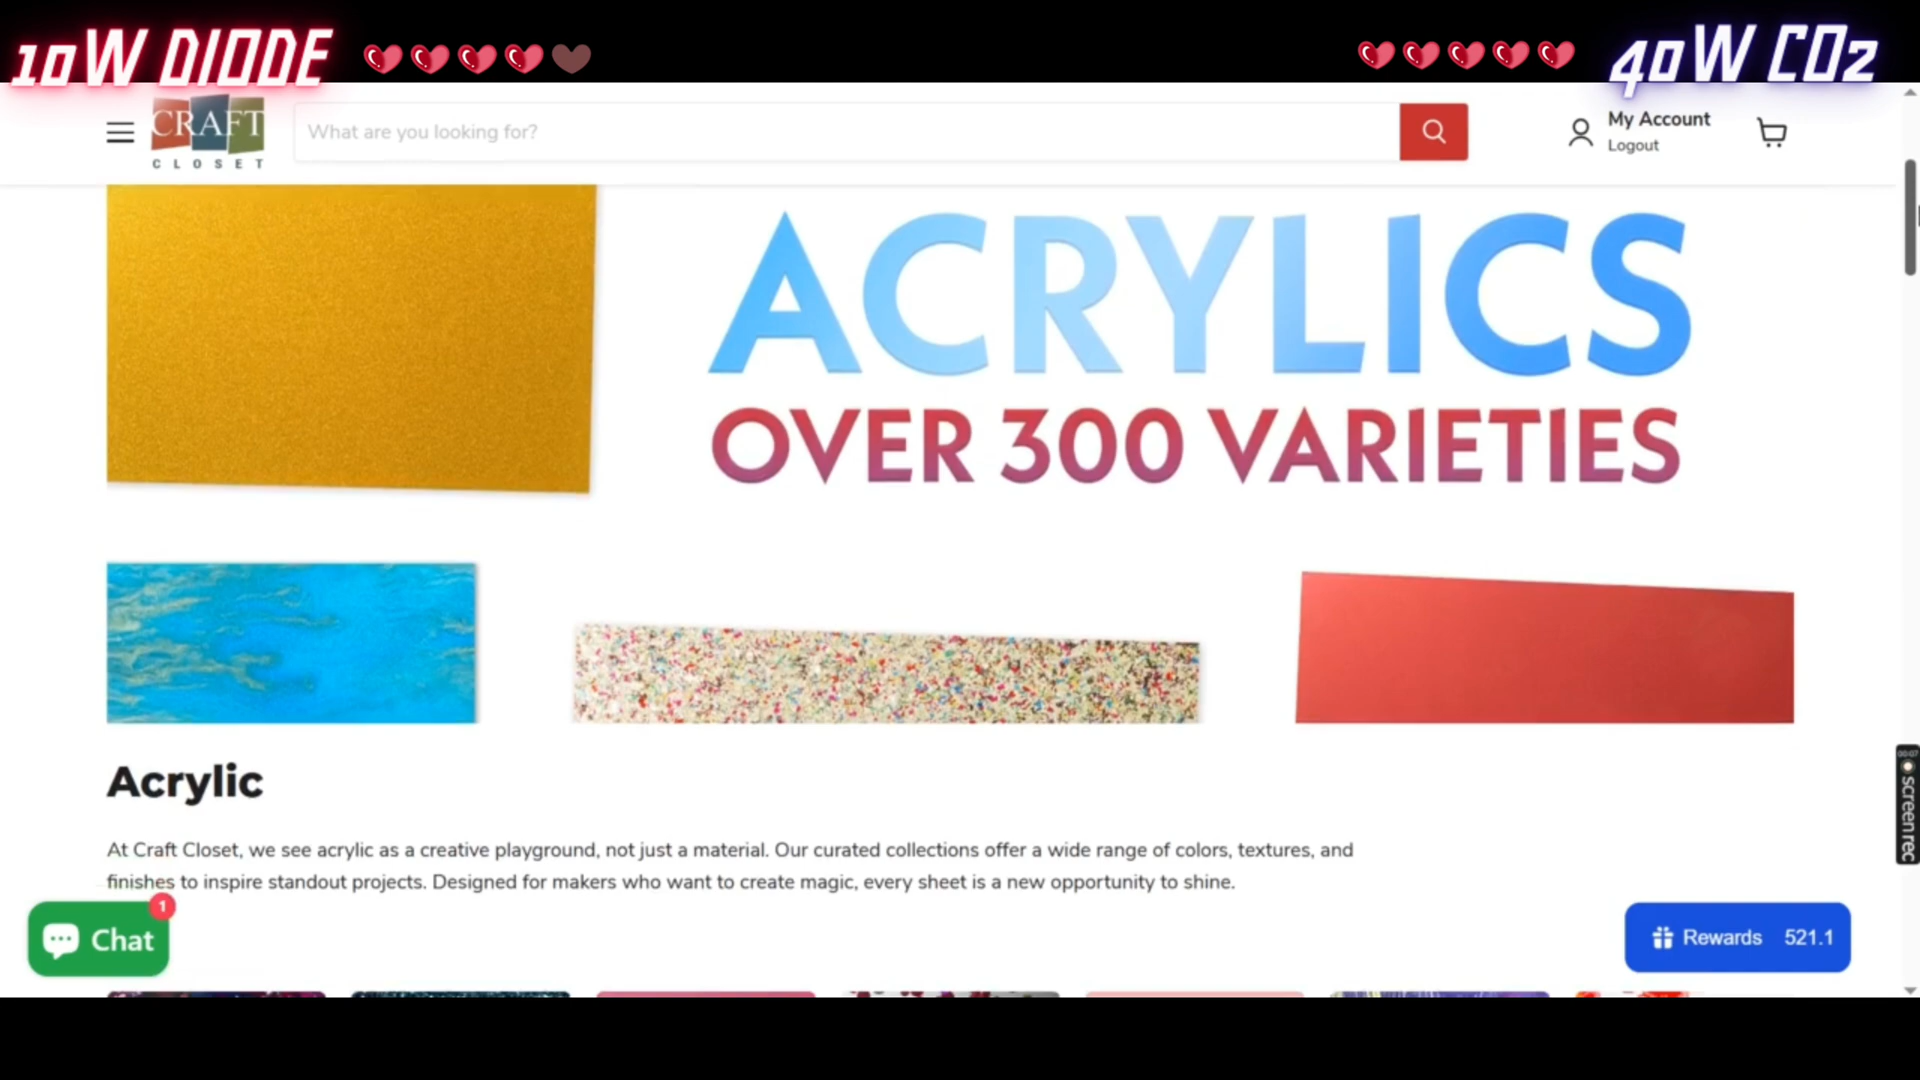 10W DIODE
40W CO2
CRAFT
CLOSET
What are you looking for?
My Account
Logout
ACRYLICS
OVER 300 VARIETIES
Acrylic
At Craft Closet, we see acrylic as a creative playground, not just a material. Our curated collections offer a wide range of colors, textures, and
finishes to inspire standout projects. Designed for makers who want to create magic, every sheet is a new opportunity to shine.
1
Chat
Rewards 521.1
00:07
screenrec